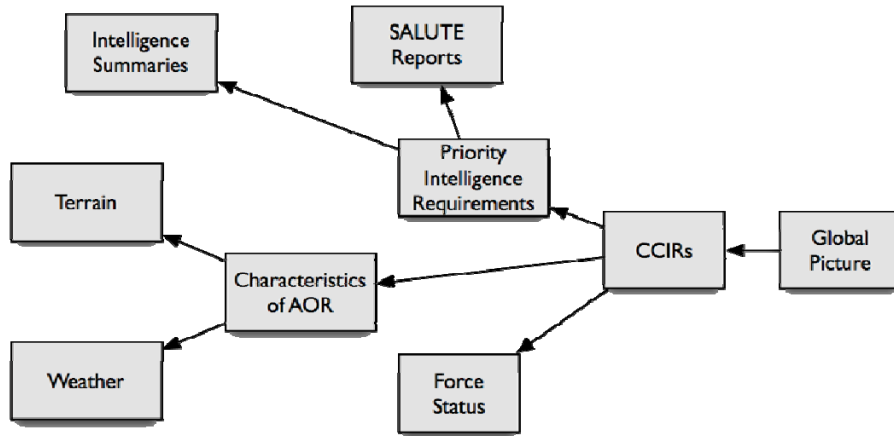 Intelligence
Summaries
SALUTE
Reports
Priority
Intelligence
Requirements
Terrain
CCIRs
Global
Picture
Characteristics
of AOR
Weather
Force
Status